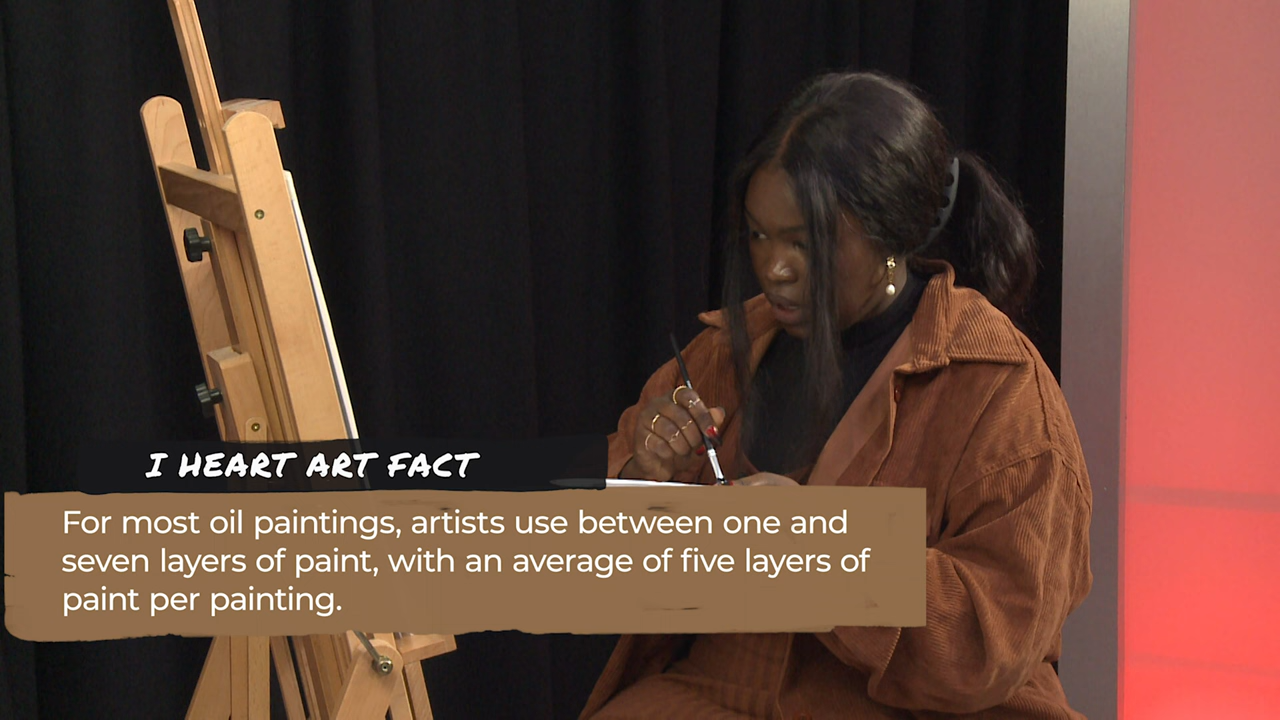 I HEART ART FACT
For most oil paintings, artists use between one and
seven layers of paint, with an average of five layers of
paint per painting.